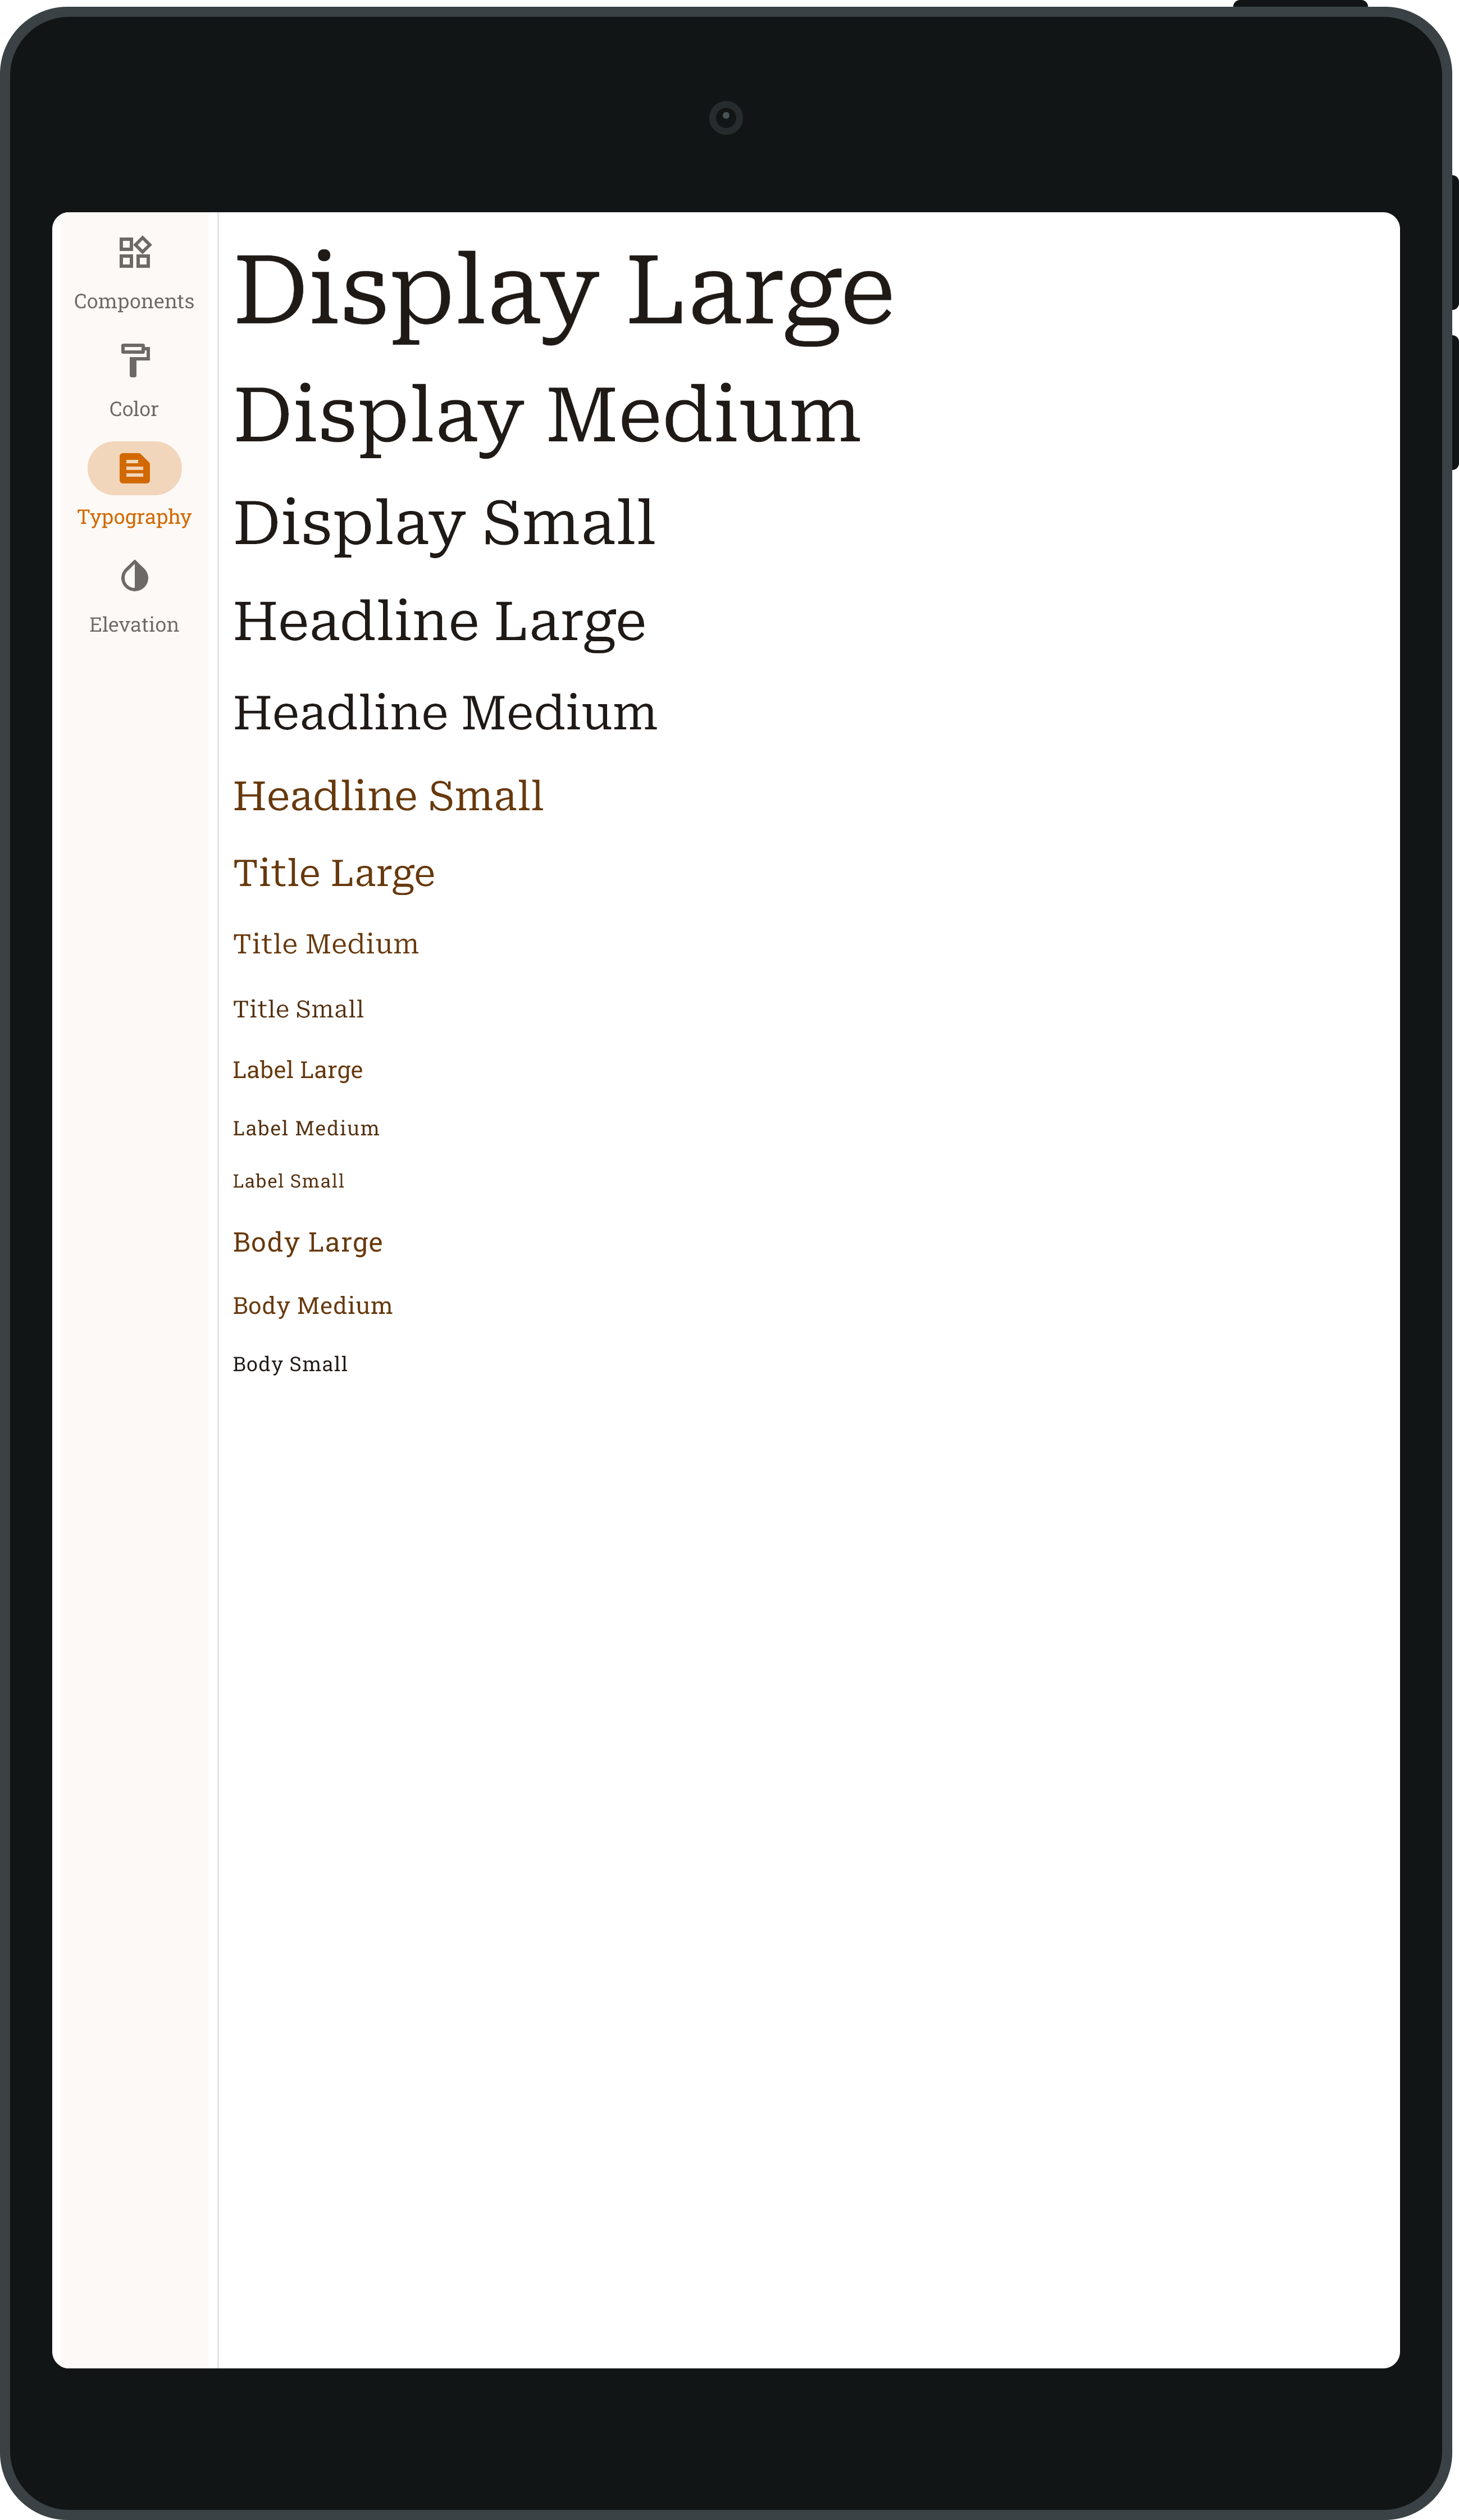 Components
Color
Typography
Elevation
Display Large
Display Medium
Display Small
Headline Large
Headline Medium
Headline Small
Title Large
Title Medium
Title Small
Label Large
Label Medium
Label Small
Body Large
Body Medium
Body Small